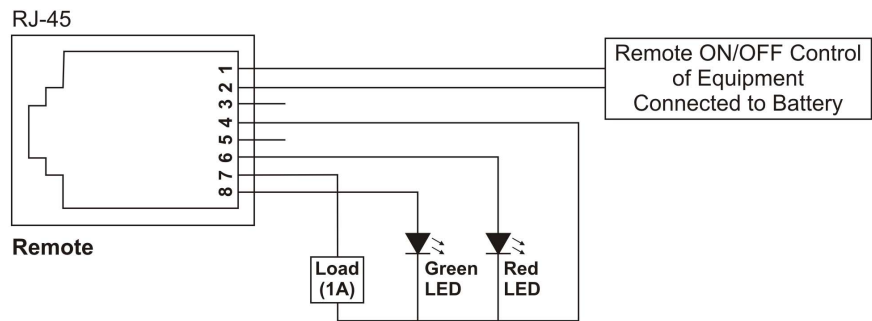 RJ-45
1
2
3
4
5
6
7
8
Remote
Remote ON/OFF Control
of Equipment
Connected to Battery
Load
(1A)
Green
LED
Red
LED